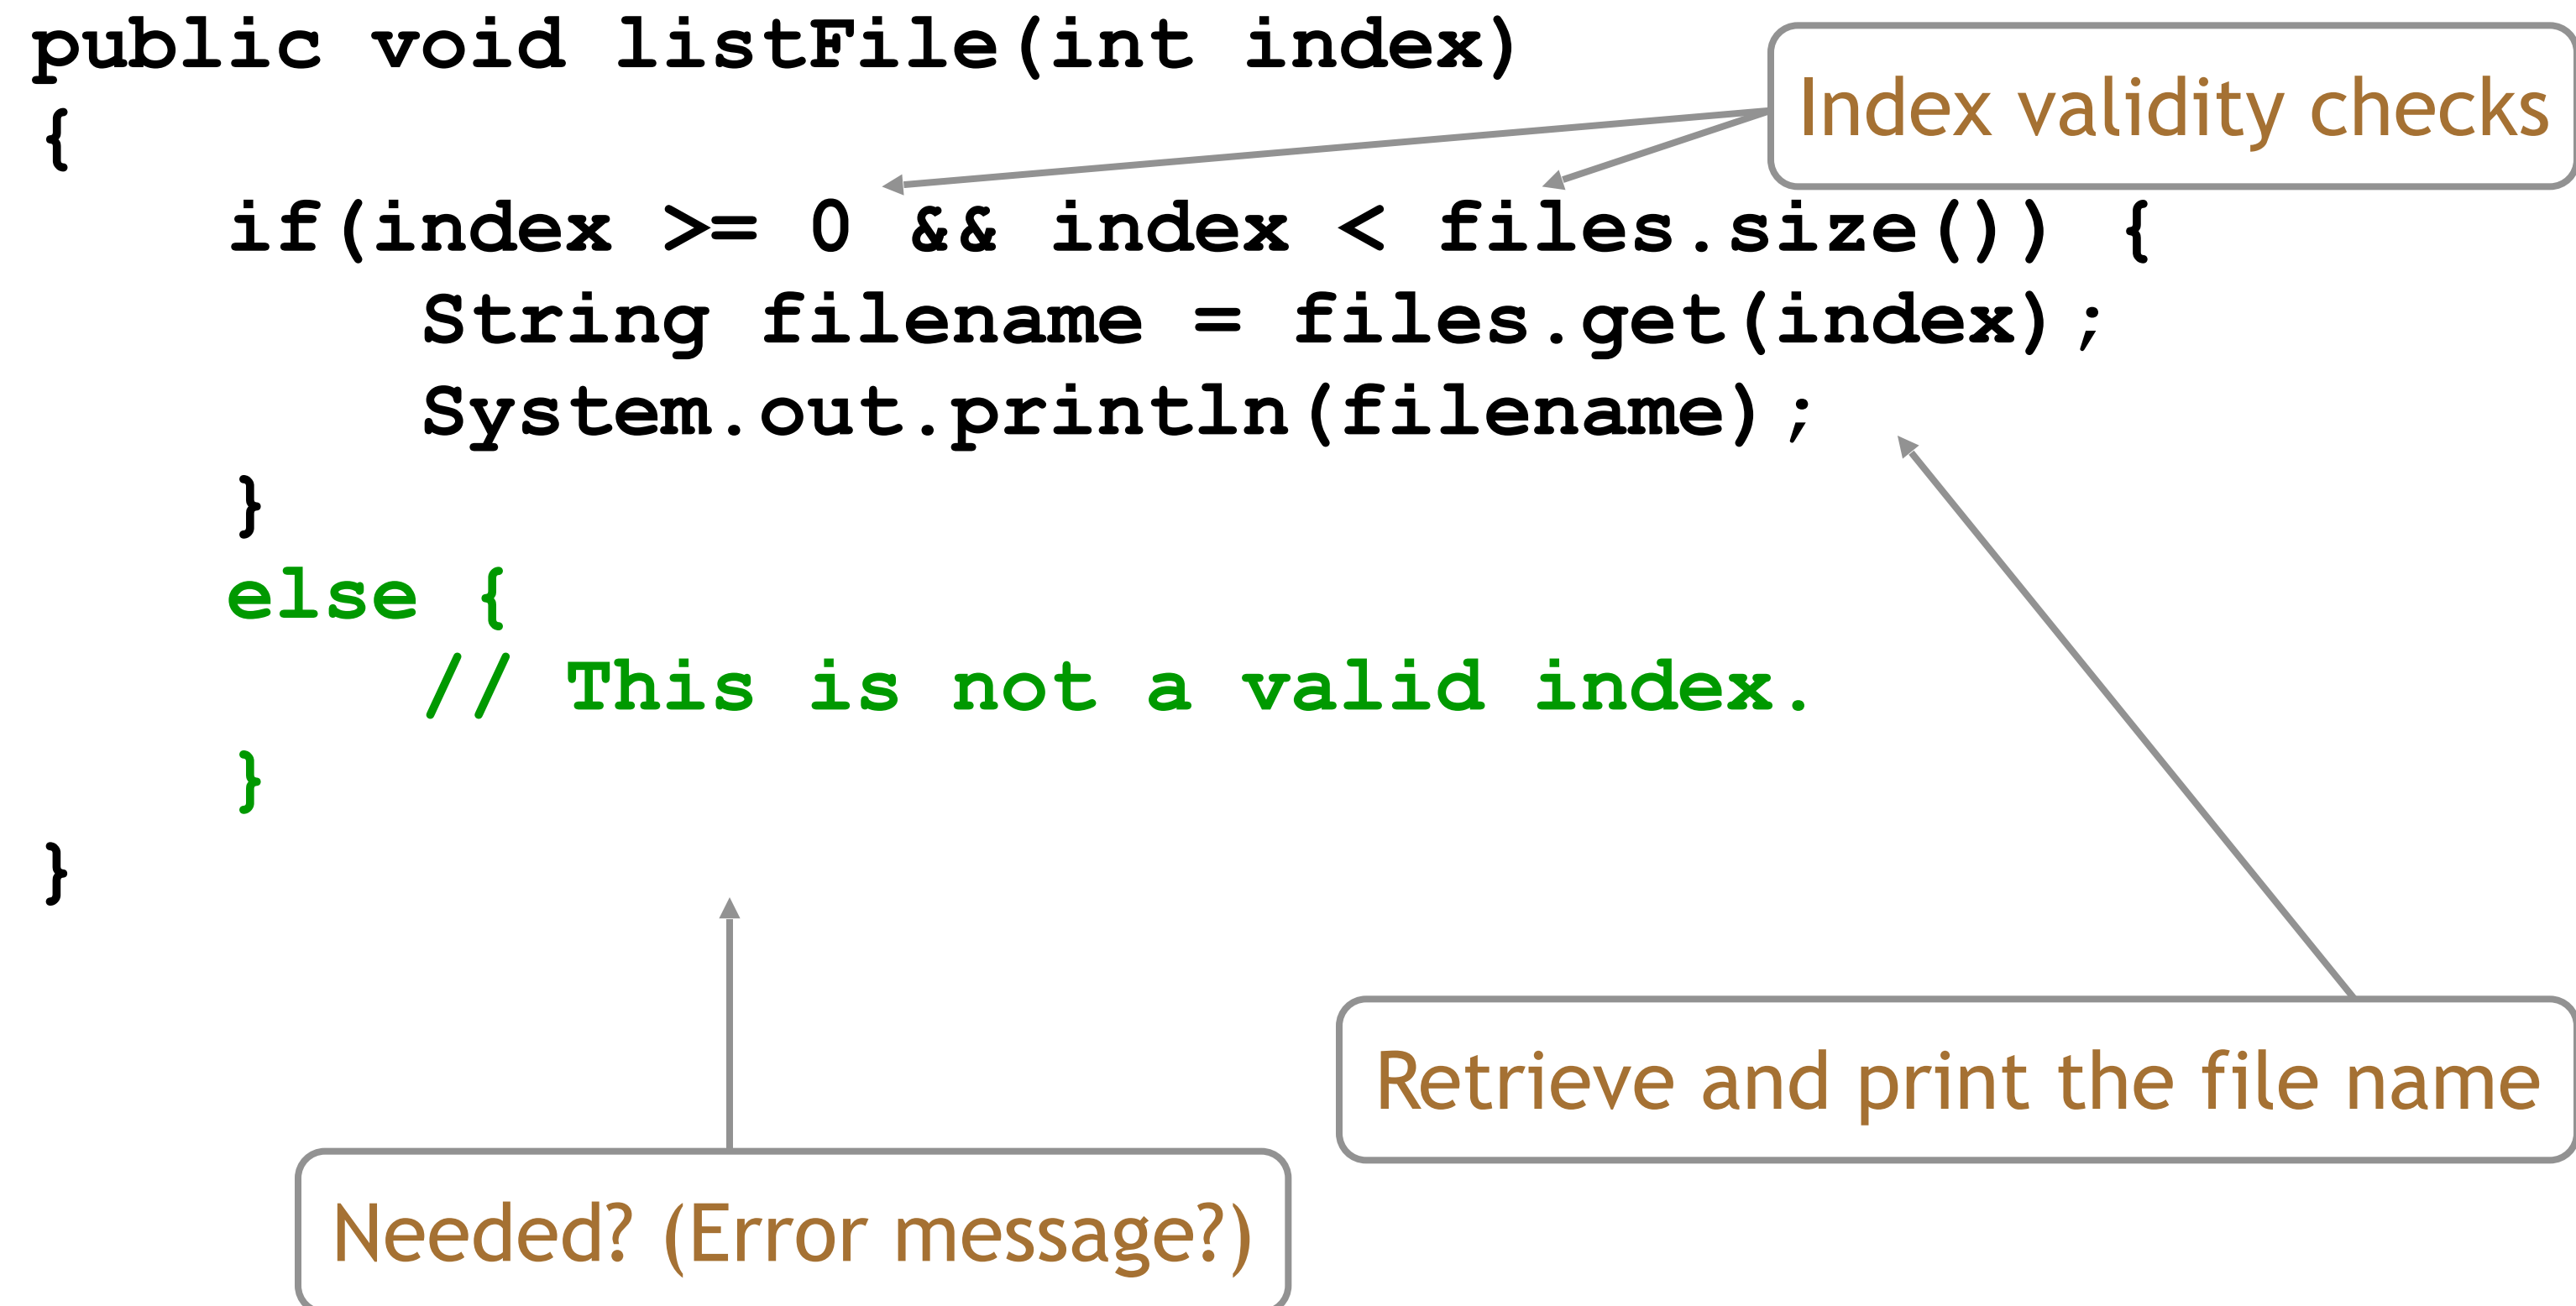 public void listFile(int index)
{
Index validity checks
if(index >= 0 && index < files.size()) {
String filename = files.get(index);
System.out.println(filename);
}
else {
// This is not a valid index.
}
}
Retrieve and print the file name
Needed? (Error message?)